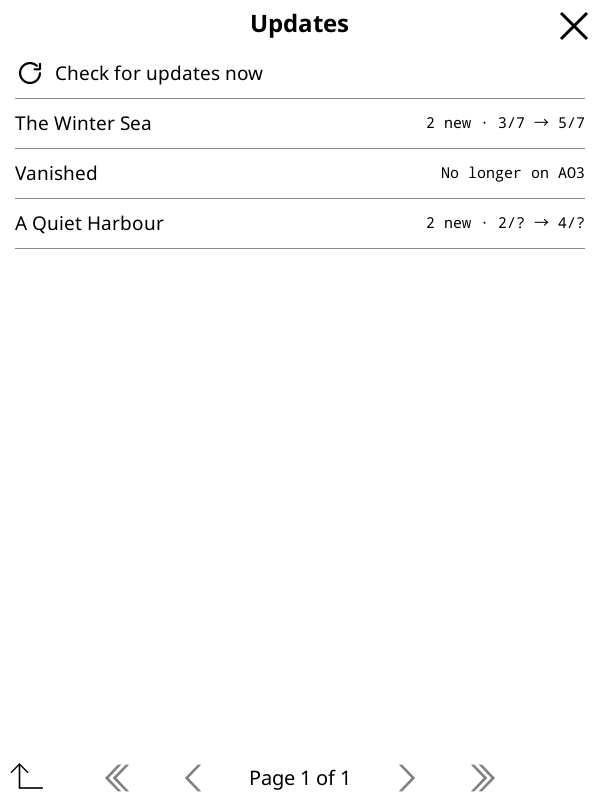 Updates
Check for updates now
The Winter Sea 2 new · 3/7 → 5/7
Vanished No longer on AO3
A Quiet Harbour 2 new · 2/? → 4/?
Page 1 of 1